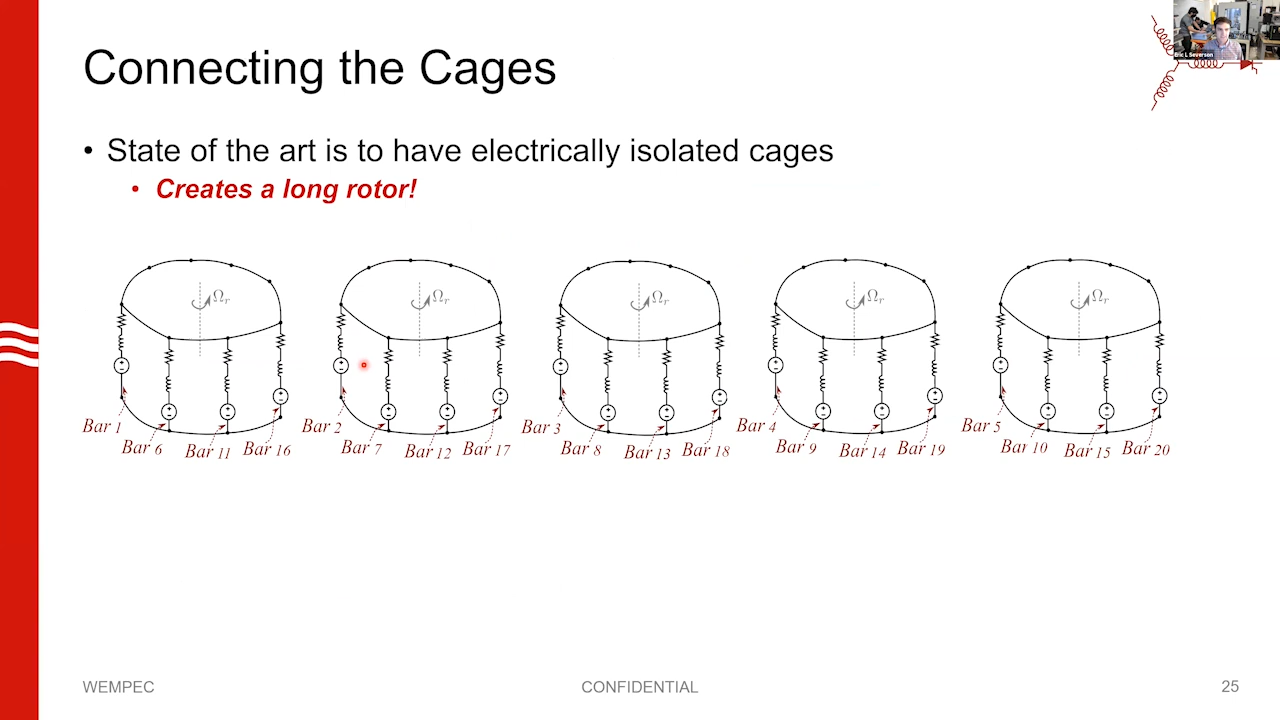 Connecting the Cages
Eric L Severson
• State of the art is to have electrically isolated cages
• Creates a long rotor!
Ωr Ωr Ωr Ωr Ωr
Bar 1 Bar 6 Bar 11 Bar 16
Bar 2 Bar 7 Bar 12 Bar 17
Bar 3 Bar 8 Bar 13 Bar 18
Bar 4 Bar 9 Bar 14 Bar 19
Bar 5 Bar 10 Bar 15 Bar 20
WEMPEC CONFIDENTIAL 25